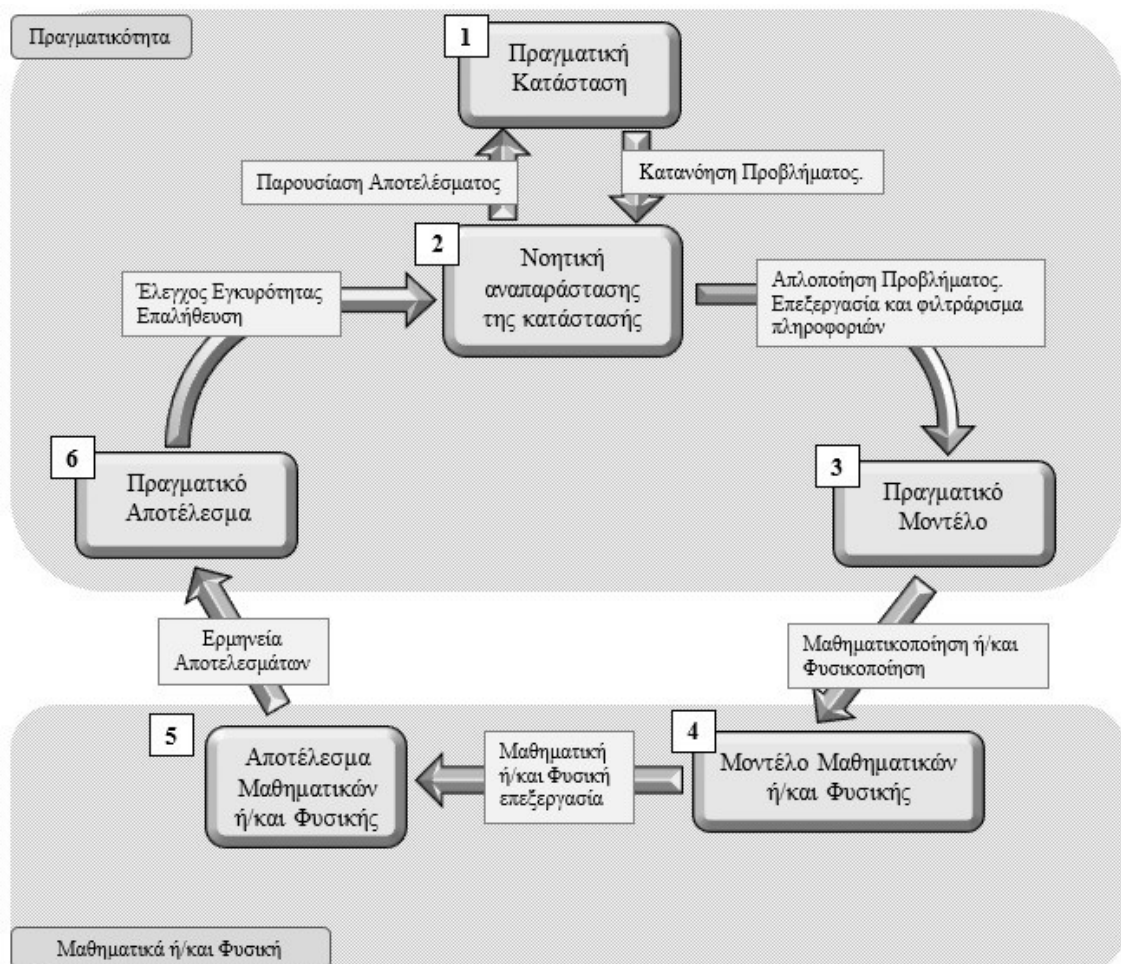 Πραγματικότητα
1
Πραγματική
Κατάσταση
Παρουσίαση Αποτελέσματος
Κατανόηση Προβλήματος.
2
Νοητική
αναπαράστασης
της κατάστασής
Έλεγχος Εγκυρότητας
Επαλήθευση
Απλοποίηση Προβλήματος.
Επεξεργασία και φιλτράρισμα
πληροφοριών
6
Πραγματικό
Αποτέλεσμα
3
Πραγματικό
Μοντέλο
Ερμηνεία
Αποτελεσμάτων
Μαθηματικοποίηση ή/και
Φυσικοποίηση
5
Αποτέλεσμα
Μαθηματικών
ή/και Φυσικής
Μαθηματική
ή/και Φυσική
επεξεργασία
4
Μοντέλο Μαθηματικών
ή/και Φυσικής
Μαθηματικά ή/και Φυσική